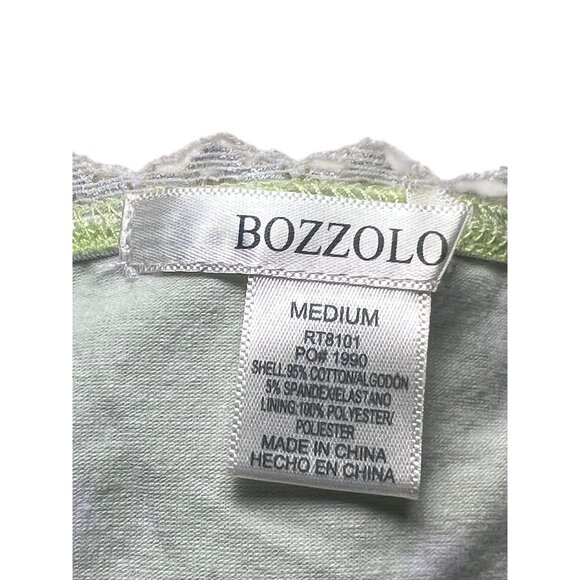 BOZZOLO
MEDIUM
RT8101
PO# 1990
SHELL:95% COTTON/ALGODÓN
5% SPANDEX/ELASTANO
LINING:100% POLYESTER/
POLIESTER
MADE IN CHINA
HECHO EN CHINA